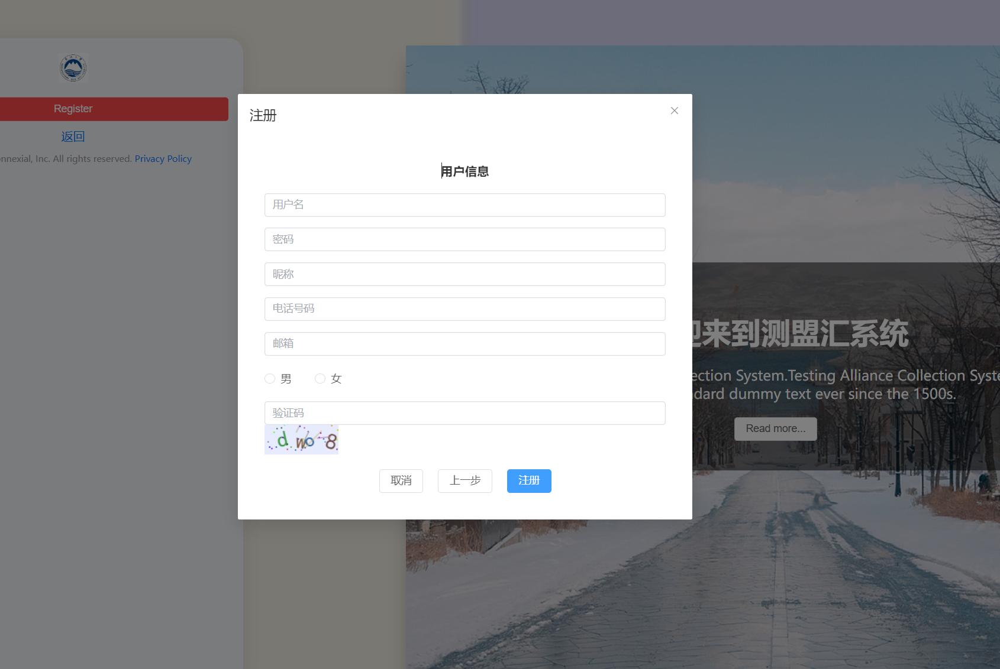 Register
返回
nnexial, Inc. All rights reserved. Privacy Policy
注册
用户信息
用户名
密码
昵称
电话号码
邮箱
男 女
验证码
d w o 8
取消 上一步 注册
迎来到测盟汇系统
ection System.Testing Alliance Collection Syste
dard dummy text ever since the 1500s.
Read more...